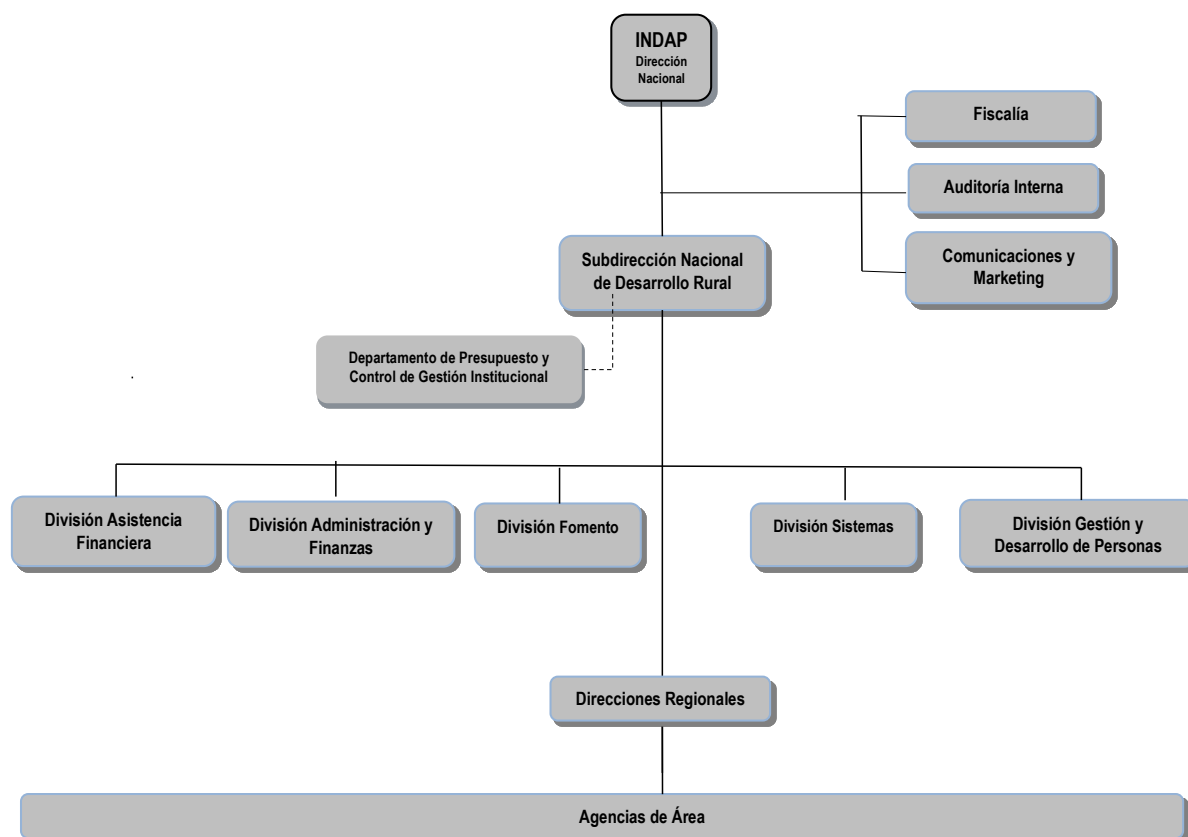 INDAP
Dirección
Nacional
Fiscalía
Auditoría Interna
Comunicaciones y
Marketing
Subdirección Nacional
de Desarrollo Rural
Departamento de Presupuesto y
Control de Gestión Institucional
División Asistencia
Financiera
División Administración y
Finanzas
División Fomento
División Sistemas
División Gestión y
Desarrollo de Personas
Direcciones Regionales
Agencias de Área